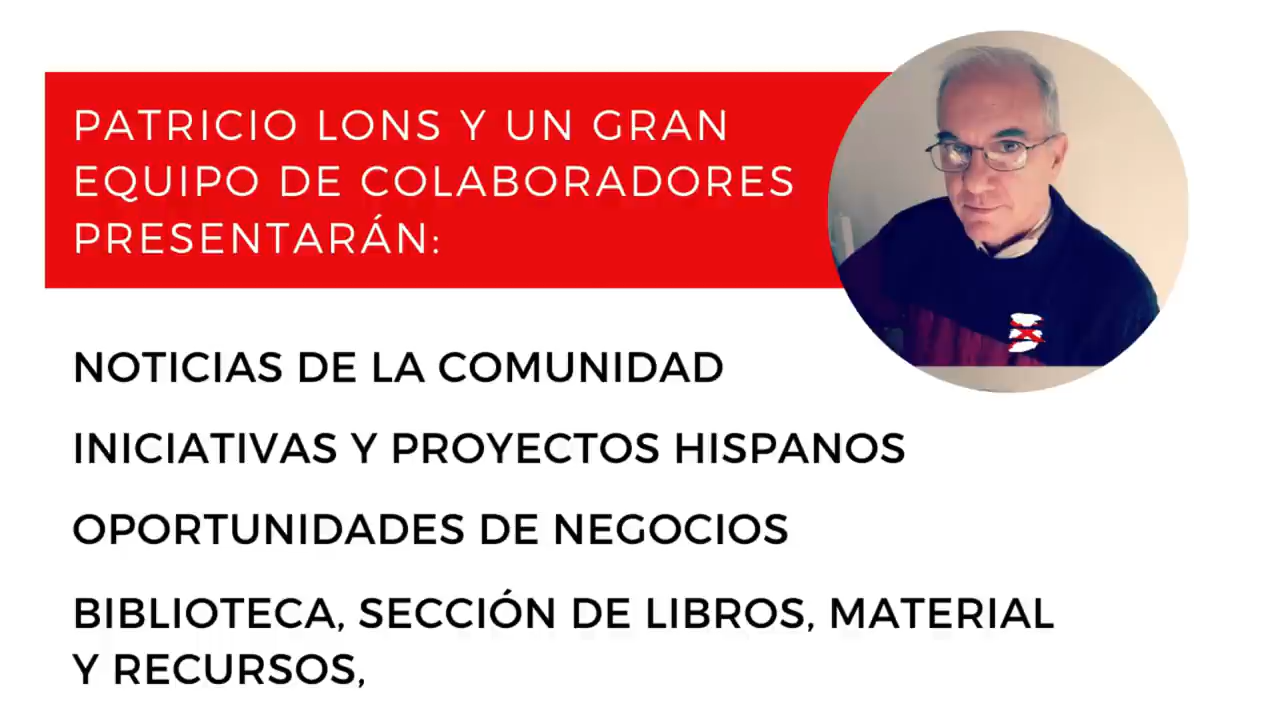 PATRICIO LONS Y UN GRAN
EQUIPO DE COLABORADORES
PRESENTARÁN:
NOTICIAS DE LA COMUNIDAD
INICIATIVAS Y PROYECTOS HISPANOS
OPORTUNIDADES DE NEGOCIOS
BIBLIOTECA, SECCIÓN DE LIBROS, MATERIAL
Y RECURSOS,